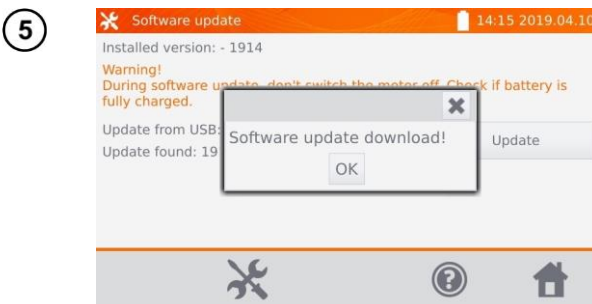 5
Software update
14:15 2019.04.10
Installed version: - 1914
Warning!
During software update, don't switch the meter off. Check if battery is
fully charged.
Update from USB:
Update found: 19
Software update download!
OK
Update